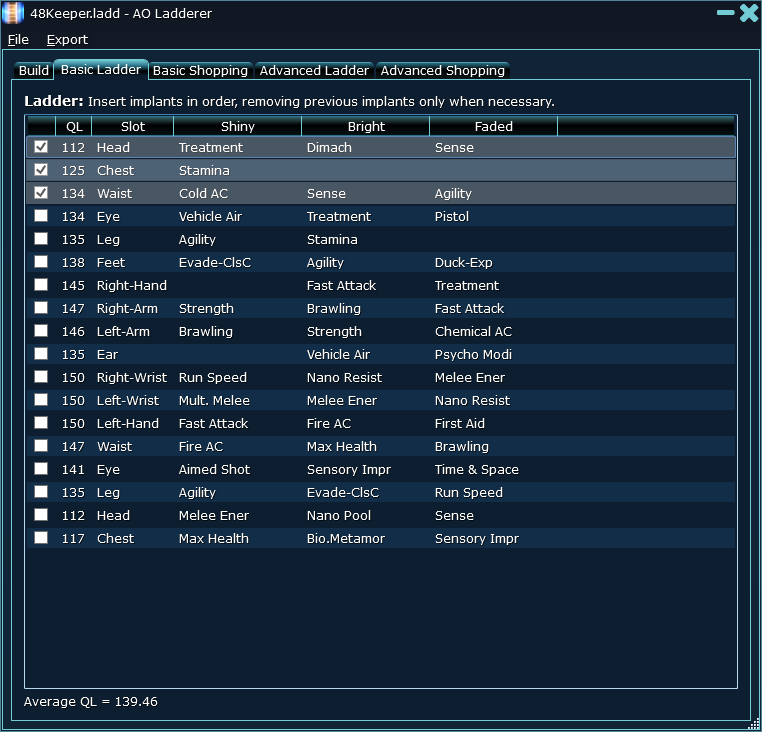 48Keeper.ladd - AO Ladderer
File Export
Build Basic Ladder Basic Shopping Advanced Ladder Advanced Shopping
Ladder: Insert implants in order, removing previous implants only when necessary.
QL Slot Shiny Bright Faded
112 Head Treatment Dimach Sense
125 Chest Stamina
134 Waist Cold AC Sense Agility
134 Eye Vehicle Air Treatment Pistol
135 Leg Agility Stamina
138 Feet Evade-ClsC Agility Duck-Exp
145 Right-Hand Fast Attack Treatment
147 Right-Arm Strength Brawling Fast Attack
146 Left-Arm Brawling Strength Chemical AC
135 Ear Vehicle Air Psycho Modi
150 Right-Wrist Run Speed Nano Resist Melee Ener
150 Left-Wrist Mult. Melee Melee Ener Nano Resist
150 Left-Hand Fast Attack Fire AC First Aid
147 Waist Fire AC Max Health Brawling
141 Eye Aimed Shot Sensory Impr Time & Space
135 Leg Agility Evade-ClsC Run Speed
112 Head Melee Ener Nano Pool Sense
117 Chest Max Health Bio.Metamor Sensory Impr
Average QL = 139.46